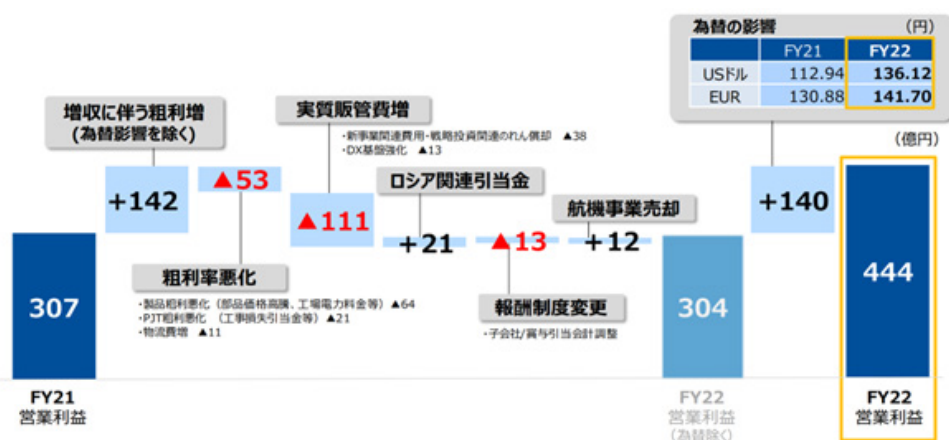 為替の影響 (円)
FY21 FY22
USドル 112.94 136.12
EUR 130.88 141.70
(億円)
増収に伴う粗利増
(為替影響を除く)
+142
▲53
粗利率悪化
・製品粗利悪化（部品価格高騰、工場電力料金等）▲64
・PJT粗利悪化 （工事損失引当金等）▲21
・物流費増 ▲11
実質販管費増
・新事業関連費用・戦略投資関連のれん償却 ▲38
・DX基盤強化 ▲13
▲111
ロシア関連引当金
+21
▲13
報酬制度変更
・子会社/賞与引当会計調整
航機事業売却
+12
+140
307
304
444
FY21
営業利益
FY22
営業利益
(為替除く)
FY22
営業利益